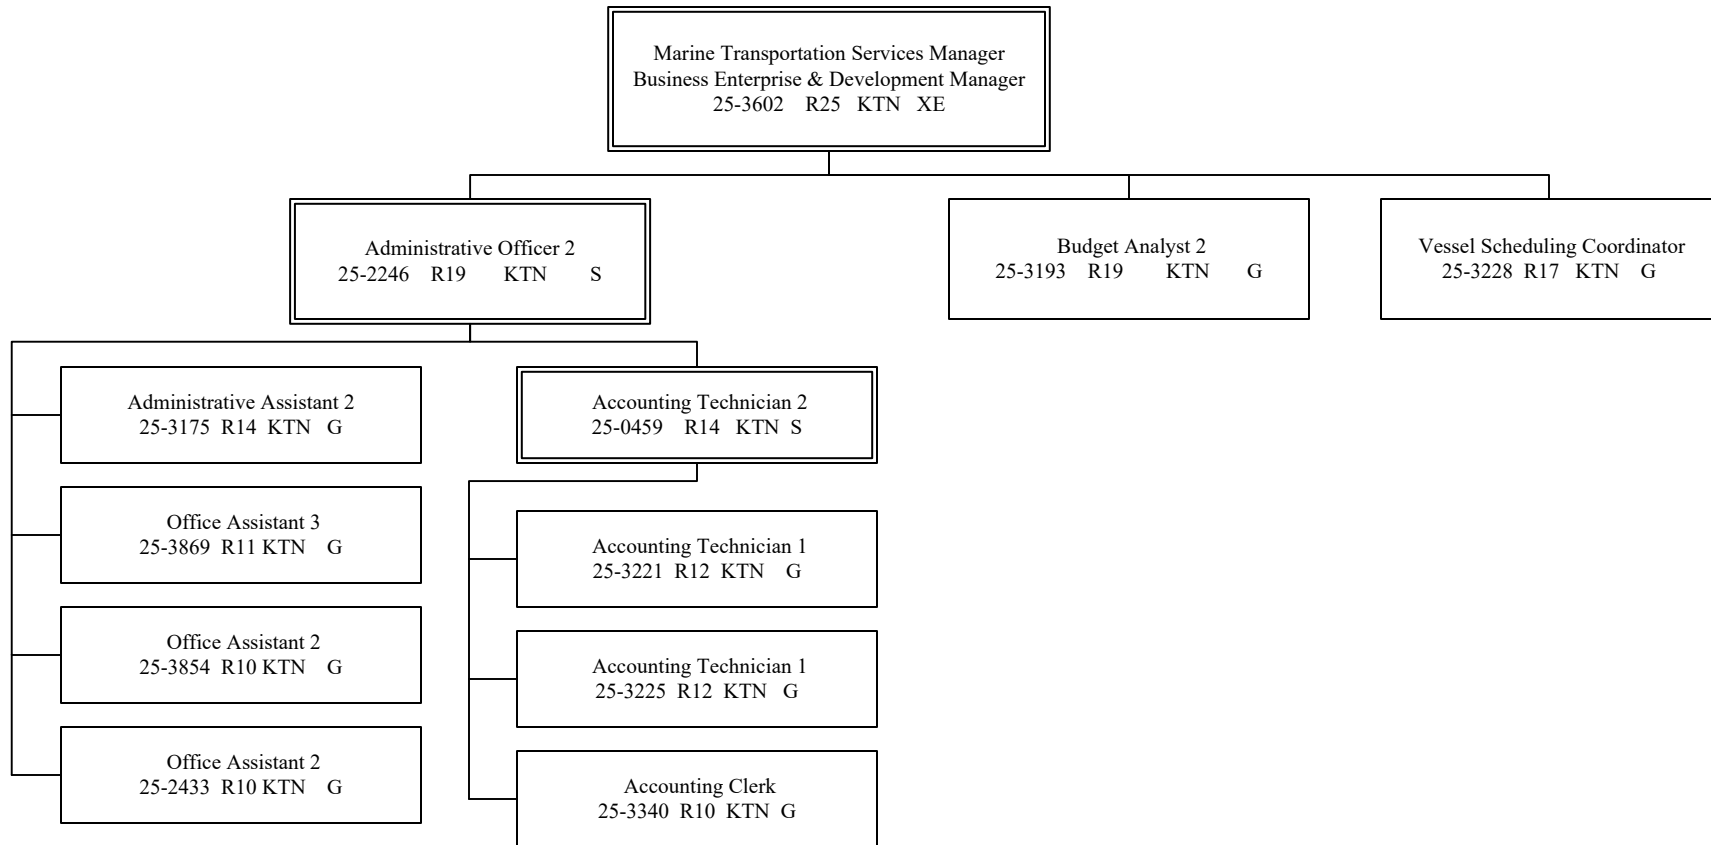 Marine Transportation Services Manager
Business Enterprise & Development Manager
25-3602 R25 KTN XE
Administrative Officer 2
25-2246 R19 KTN S
Budget Analyst 2
25-3193 R19 KTN G
Vessel Scheduling Coordinator
25-3228 R17 KTN G
Administrative Assistant 2
25-3175 R14 KTN G
Office Assistant 3
25-3869 R11 KTN G
Office Assistant 2
25-3854 R10 KTN G
Office Assistant 2
25-2433 R10 KTN G
Accounting Technician 2
25-0459 R14 KTN S
Accounting Technician 1
25-3221 R12 KTN G
Accounting Technician 1
25-3225 R12 KTN G
Accounting Clerk
25-3340 R10 KTN G